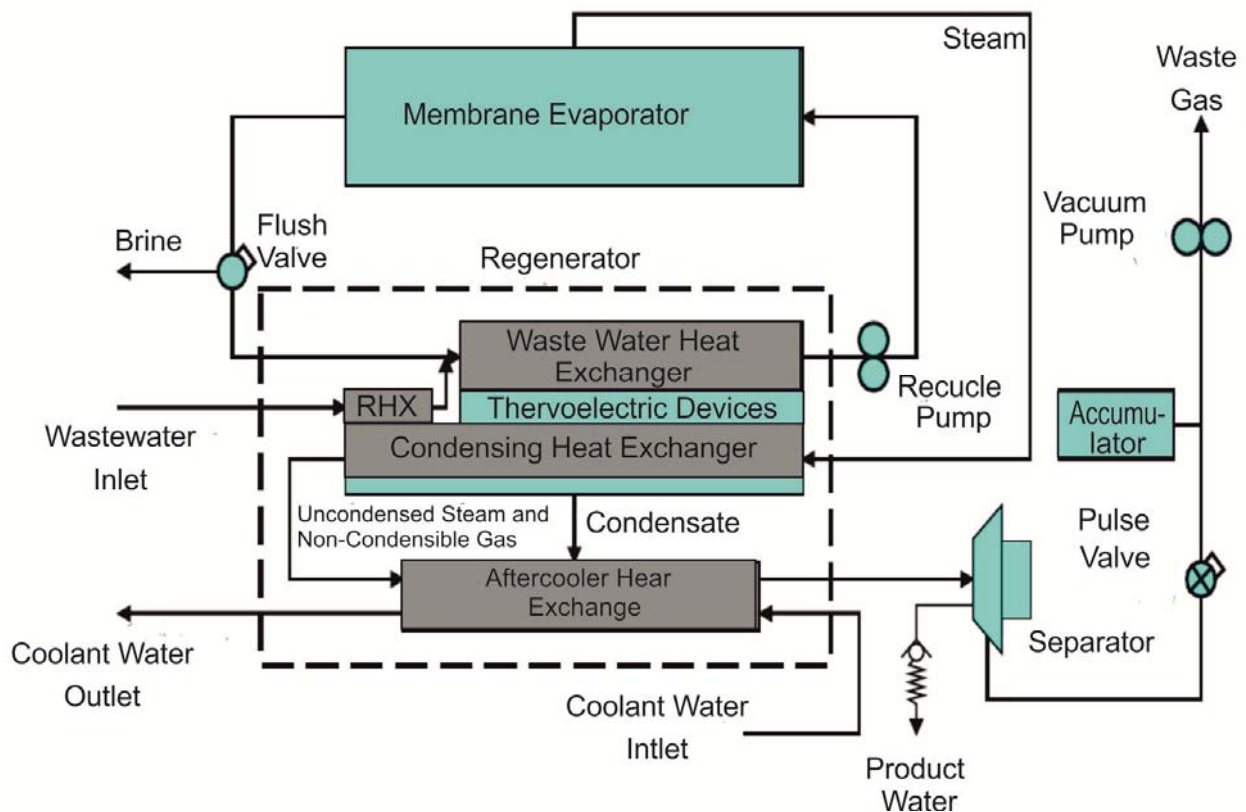 Steam
Waste
Gas
Membrane Evaporator
Vacuum
Pump
Flush
Valve
Brine
Regenerator
Waste Water Heat
Exchanger
Recucle
Pump
RHX
Thervoelectric Devices
Accumu-
lator
Wastewater
Inlet
Condensing Heat Exchanger
Uncondensed Steam and
Non-Condensible Gas
Condensate
Pulse
Valve
Aftercooler Hear
Exchange
Separator
Coolant Water
Outlet
Coolant Water
Intlet
Product
Water